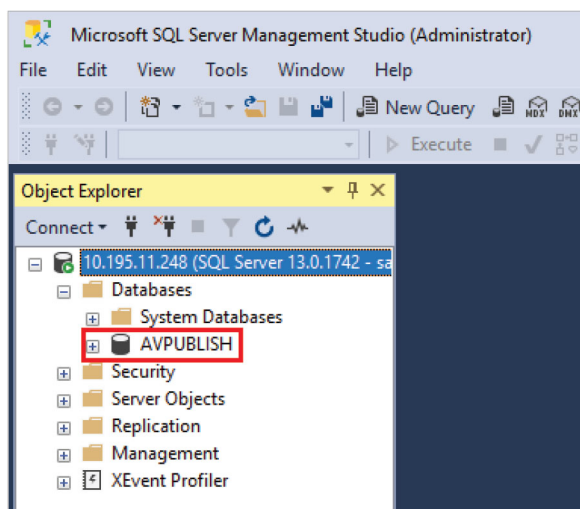 Microsoft SQL Server Management Studio (Administrator)
File Edit View Tools Window Help
New Query MDX DMX
Execute
Object Explorer
Connect
10.195.11.248 (SQL Server 13.0.1742 - sa
Databases
System Databases
AVPUBLISH
Security
Server Objects
Replication
Management
XEvent Profiler